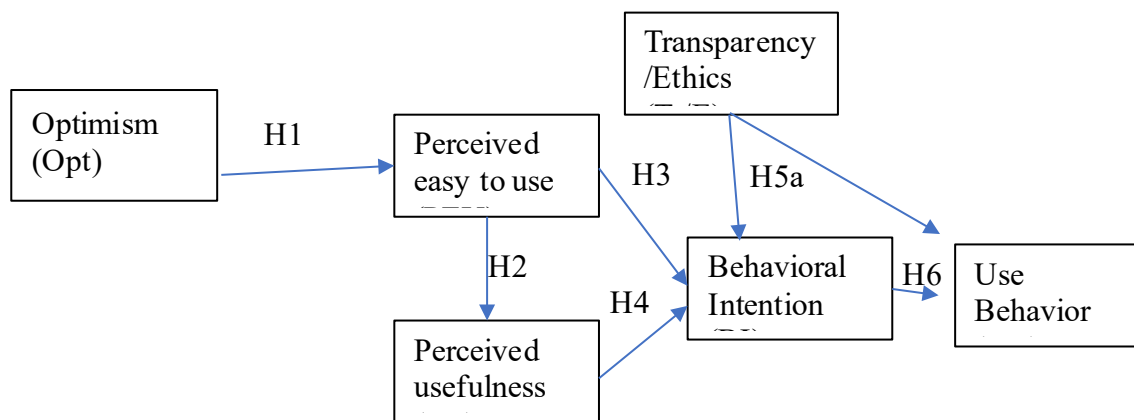 Transparency
/Ethics
Optimism
(Opt)
H1
Perceived
easy to use
H3
H5a
H2
Behavioral
Intention
H6
Use
Behavior
H4
Perceived
usefulness